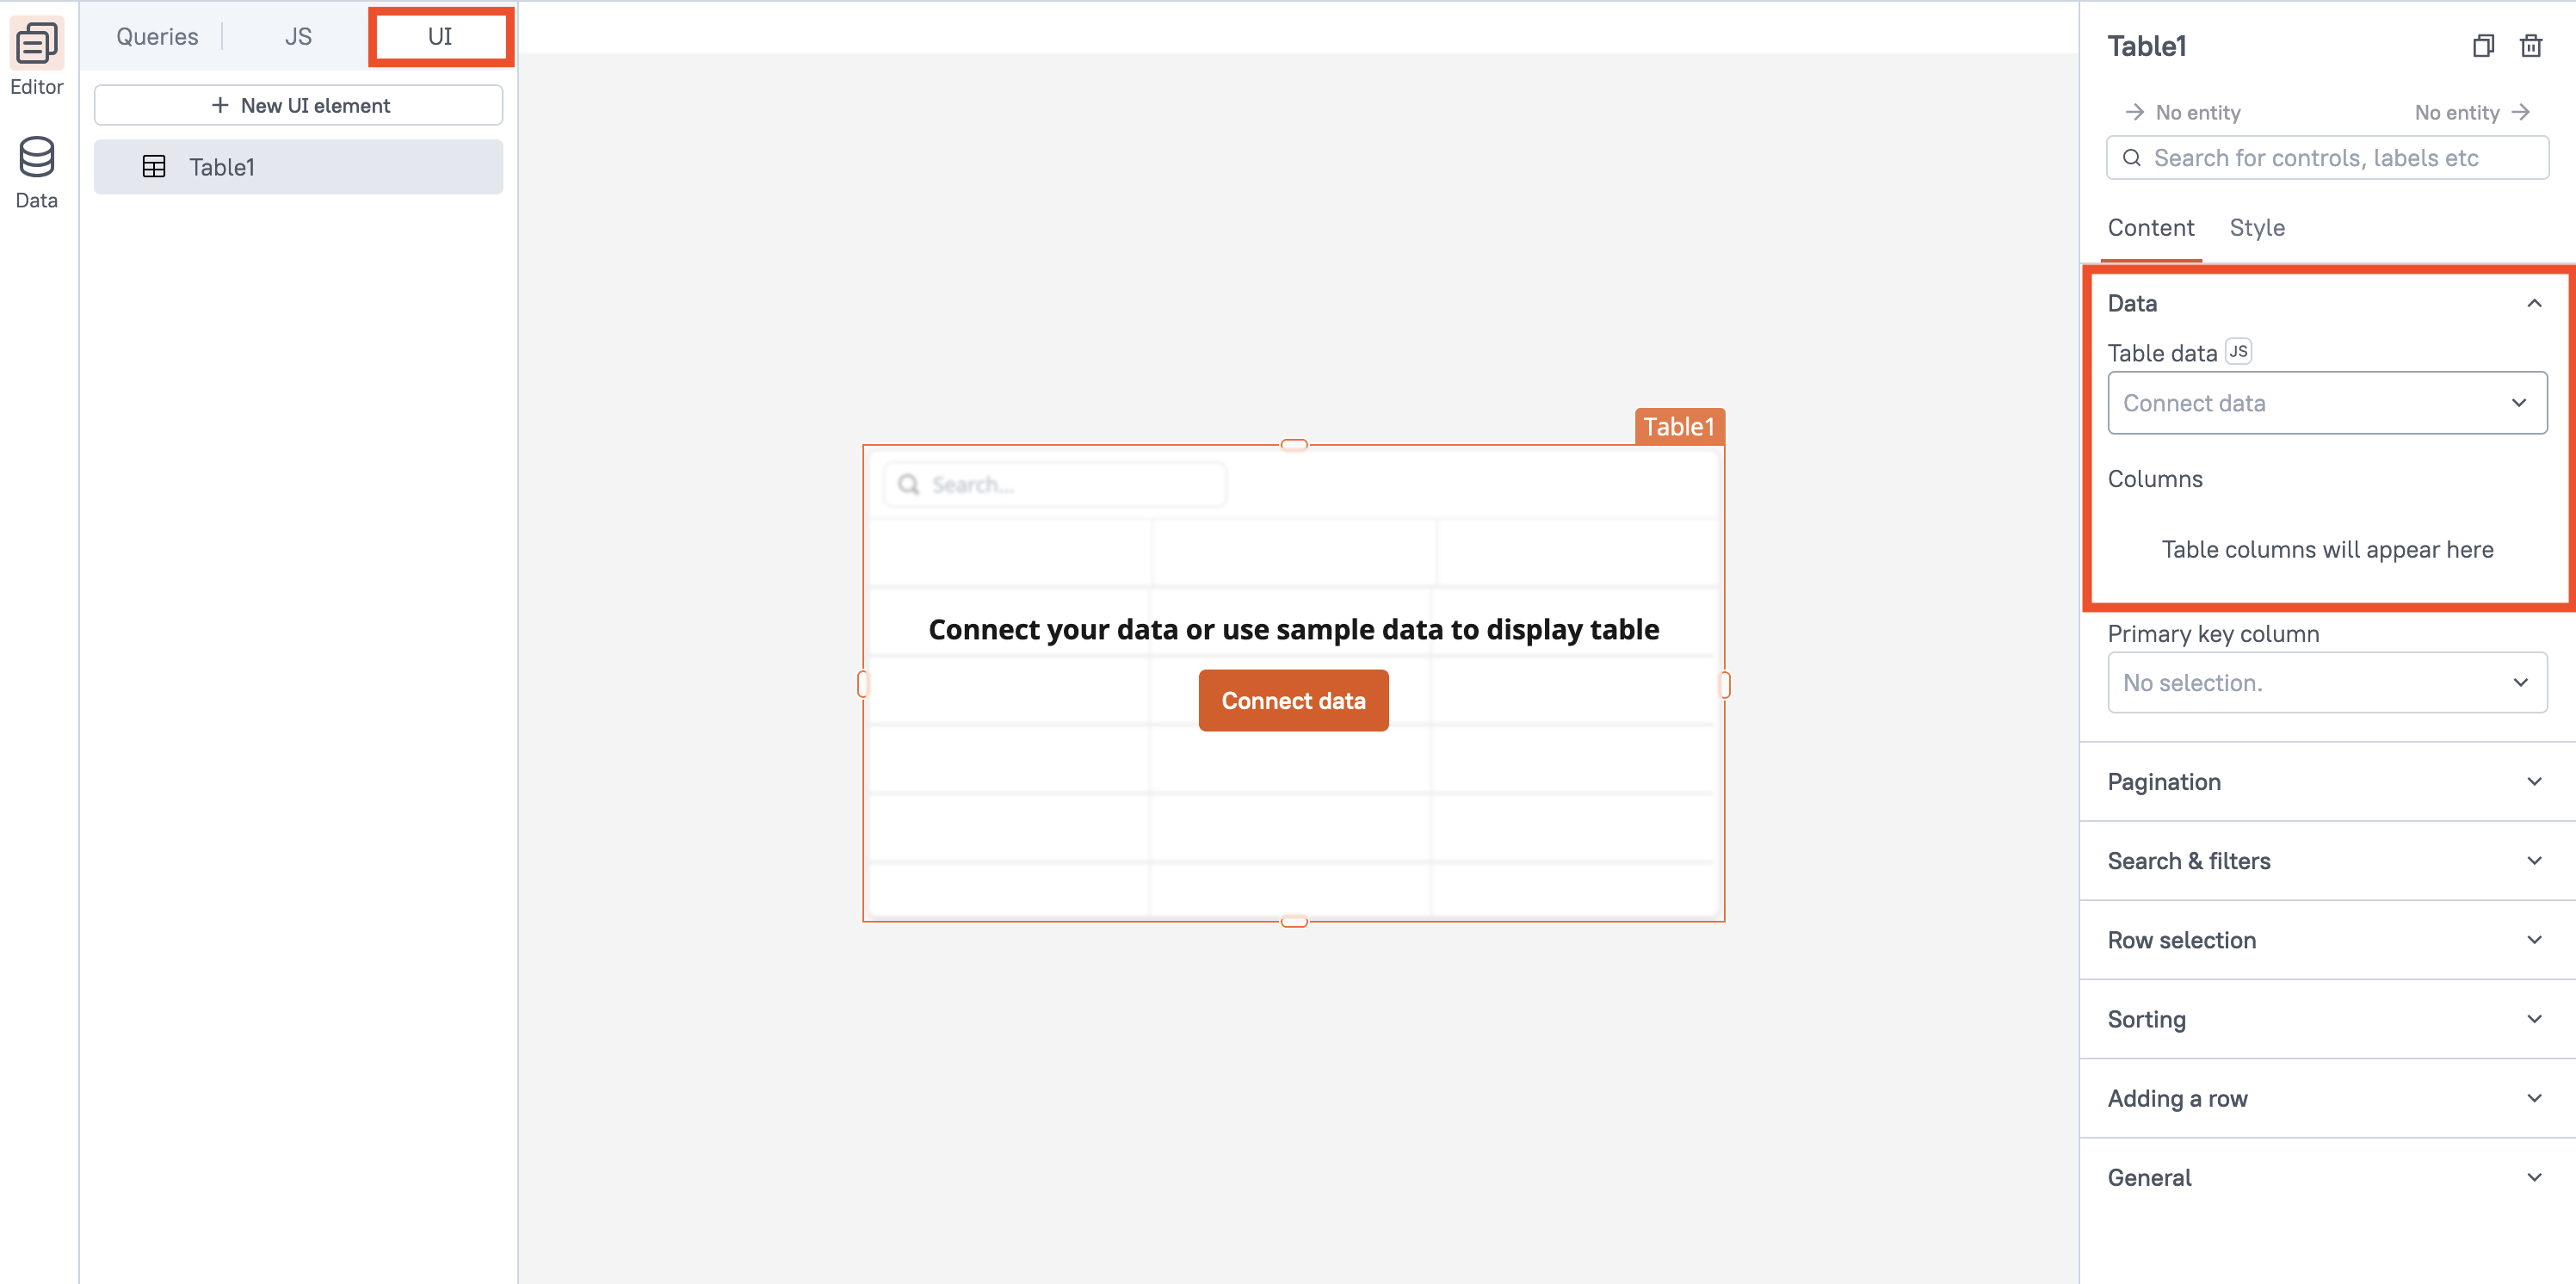 Editor
Data
Queries
JS
UI
New UI element
Table1
Table1
Search...
Connect your data or use sample data to display table
Connect data
Table1
No entity
No entity
Search for controls, labels etc
Content
Style
Data
Table data JS
Connect data
Columns
Table columns will appear here
Primary key column
No selection.
Pagination
Search & filters
Row selection
Sorting
Adding a row
General